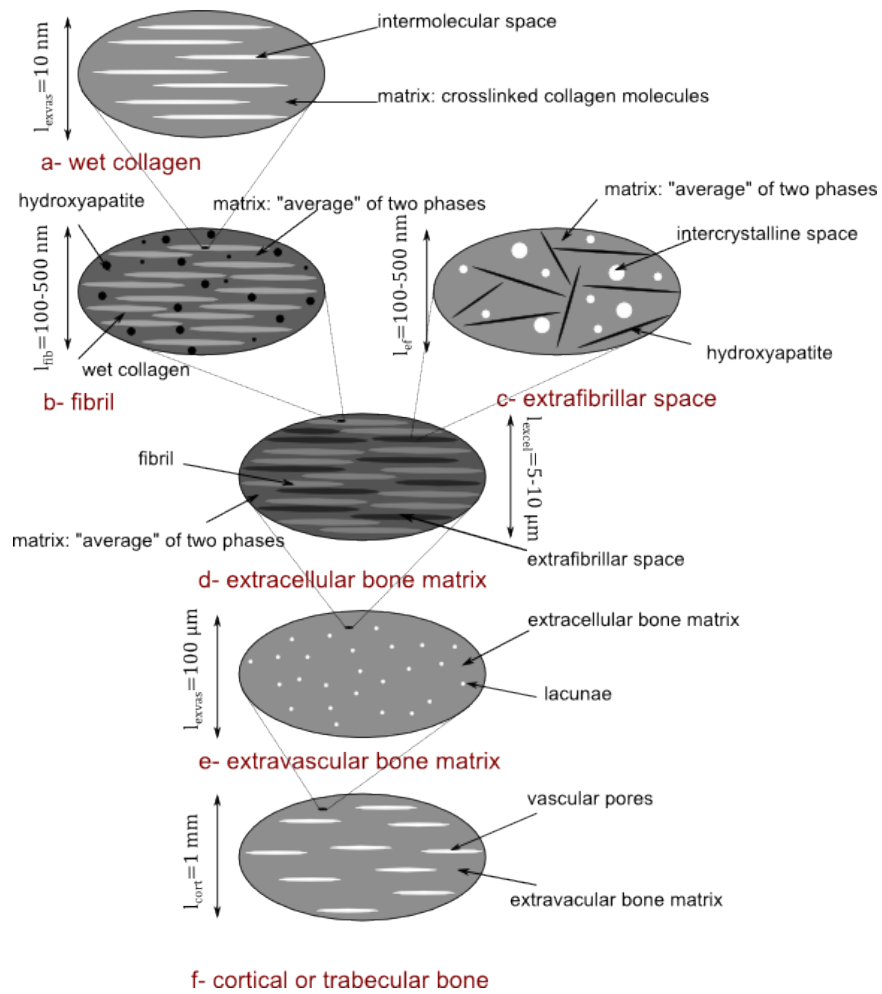 intermolecular space
l_exvas=10 nm
matrix: crosslinked collagen molecules
a- wet collagen
hydroxyapatite
matrix: "average" of two phases
l_fib=100-500 nm
wet collagen
b- fibril
matrix: "average" of two phases
intercrystalline space
l_ef=100-500 nm
hydroxyapatite
c- extrafibrillar space
l_excel=5-10 μm
fibril
matrix: "average" of two phases
extrafibrillar space
d- extracellular bone matrix
extracellular bone matrix
l_exvas=100 μm
lacunae
e- extravascular bone matrix
vascular pores
l_cort=1 mm
extravacular bone matrix
f- cortical or trabecular bone